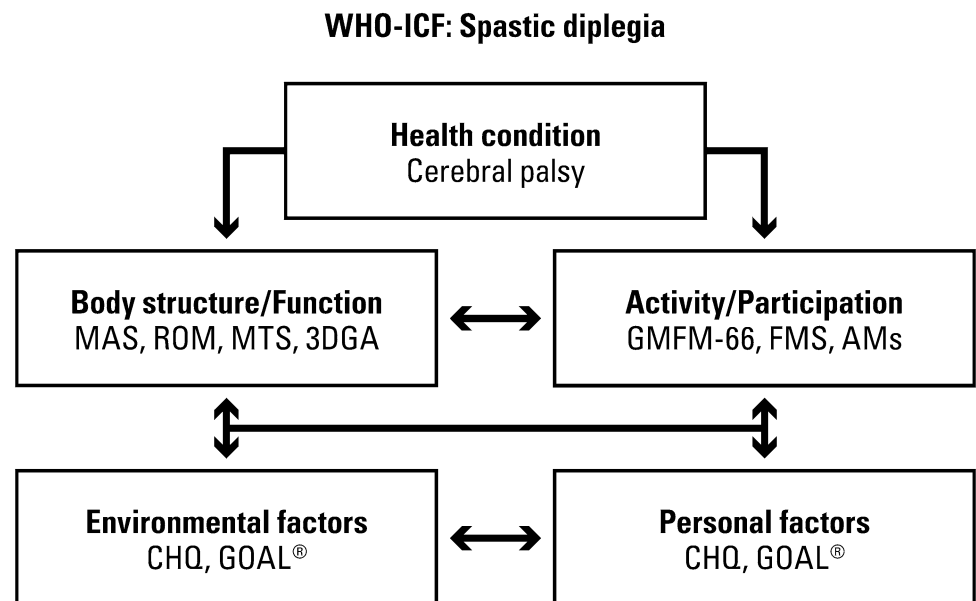 WHO-ICF: Spastic diplegia
Health condition
Cerebral palsy
Body structure/Function
MAS, ROM, MTS, 3DGA
Activity/Participation
GMFM-66, FMS, AMs
Environmental factors
CHQ, GOAL®
Personal factors
CHQ, GOAL®